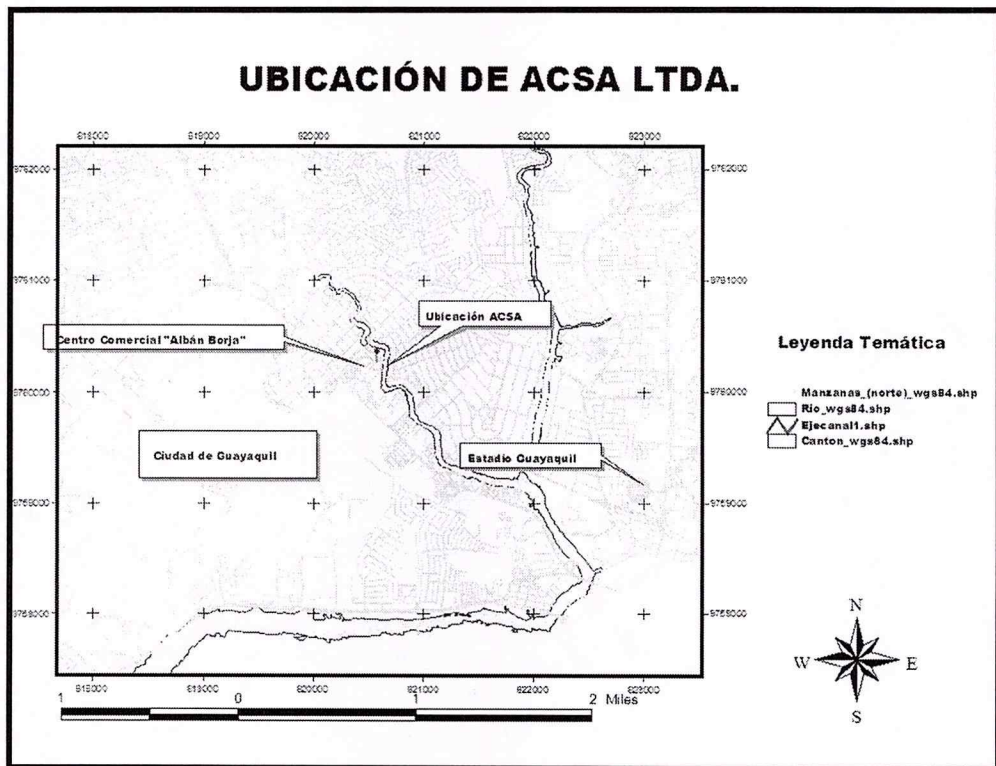 UBICACIÓN DE ACSA LTDA.
618000 619000 620000 621000 622000 623000
9762000 9762000
9761000 9761000
Ubicación ACSA
Centro Comercial "Albán Borja"
9760000 9760000
Ciudad de Guayaquil
Estadio Guayaquil
9759000 9759000
9758000 9758000
618000 619000 620000 621000 622000 623000
1 0 1 2 Miles
Leyenda Temática
Manzanas_(norte)_wgs84.shp
Rio_wgs84.shp
Ejecanal1.shp
Canton_wgs84.shp
N
W E
S